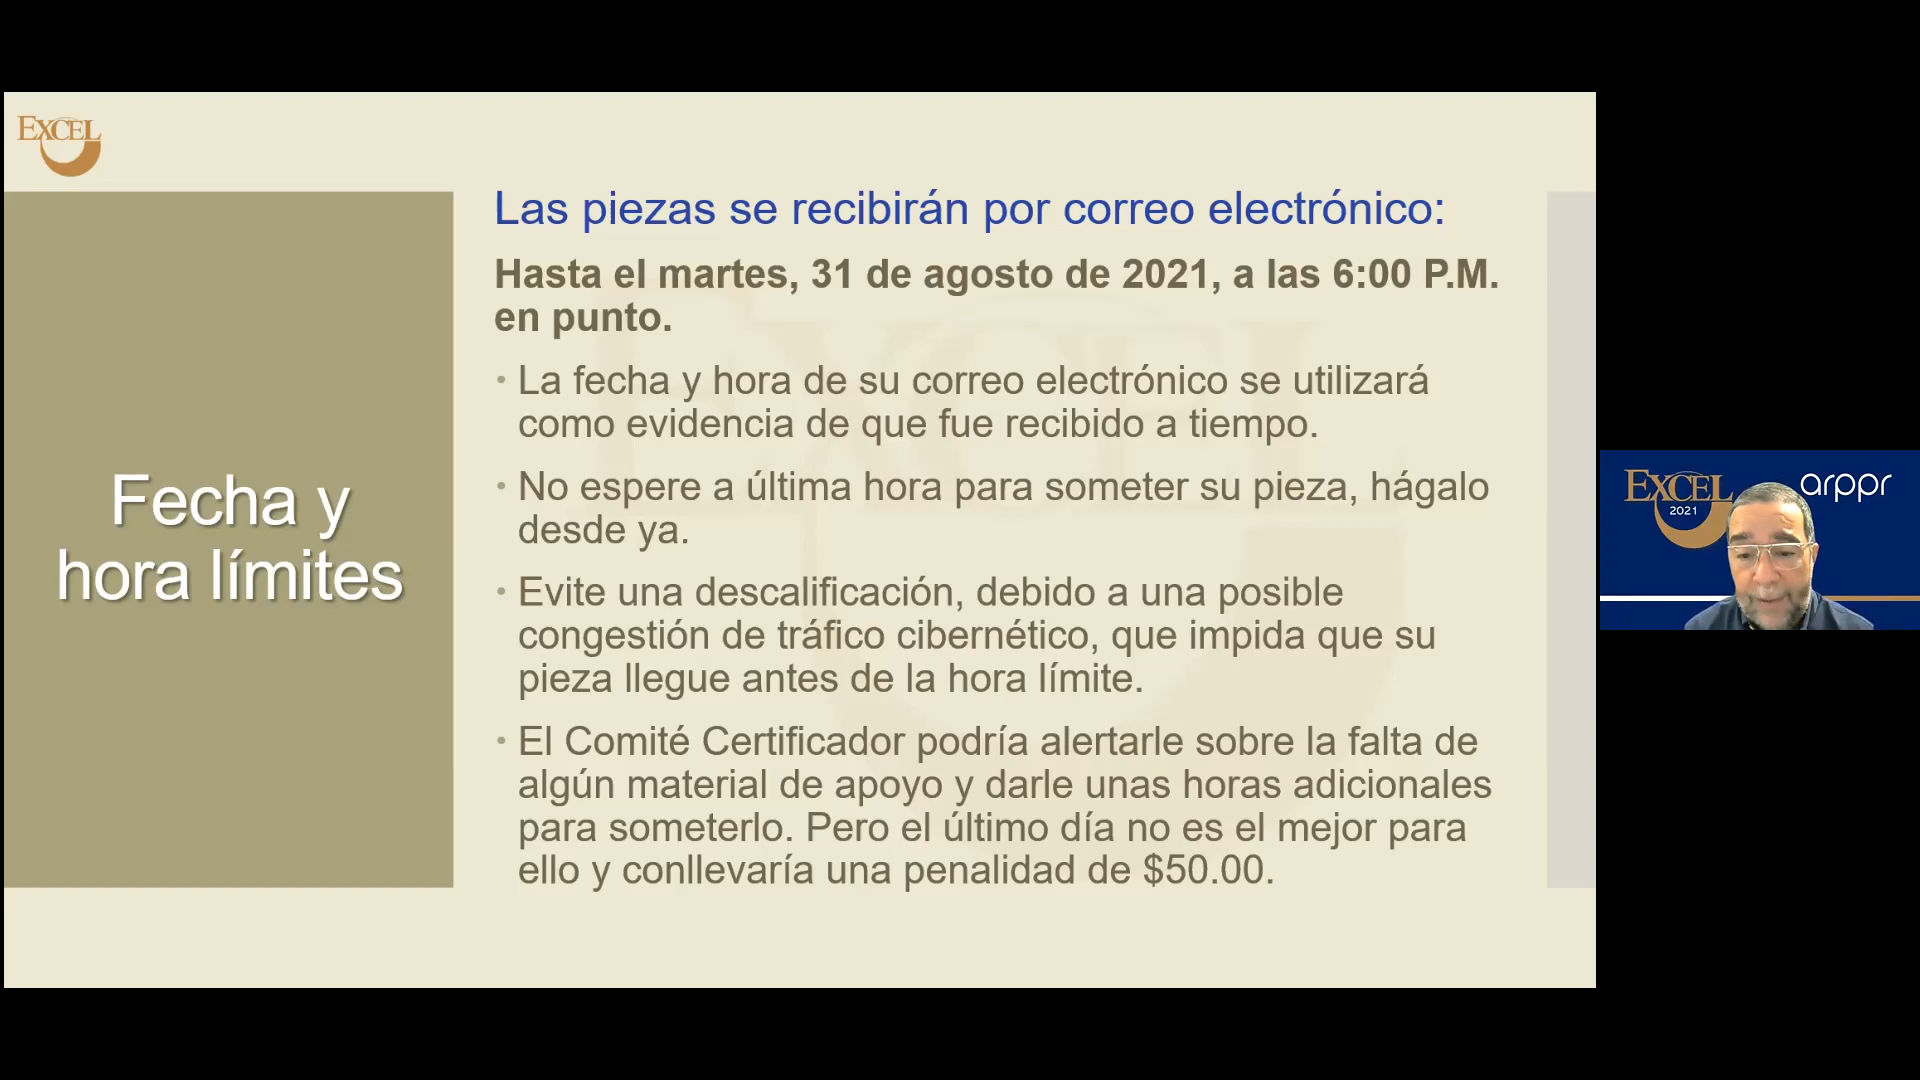 EXCEL
Fecha y
hora límites
Las piezas se recibirán por correo electrónico:
Hasta el martes, 31 de agosto de 2021, a las 6:00 P.M.
en punto.
· La fecha y hora de su correo electrónico se utilizará
como evidencia de que fue recibido a tiempo.
· No espere a última hora para someter su pieza, hágalo
desde ya.
· Evite una descalificación, debido a una posible
congestión de tráfico cibernético, que impida que su
pieza llegue antes de la hora límite.
· El Comité Certificador podría alertarle sobre la falta de
algún material de apoyo y darle unas horas adicionales
para someterlo. Pero el último día no es el mejor para
ello y conllevaría una penalidad de $50.00.
EXCEL
2021
arppr